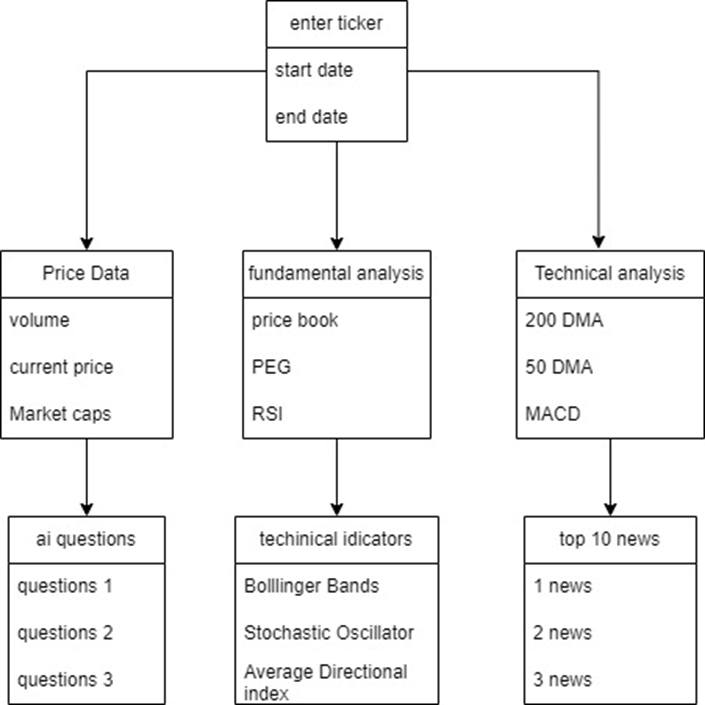 enter ticker
start date
end date
Price Data
volume
current price
Market caps
fundamental analysis
price book
PEG
RSI
Technical analysis
200 DMA
50 DMA
MACD
ai questions
questions 1
questions 2
questions 3
techinical idicators
Bolllinger Bands
Stochastic Oscillator
Average Directional
index
top 10 news
1 news
2 news
3 news